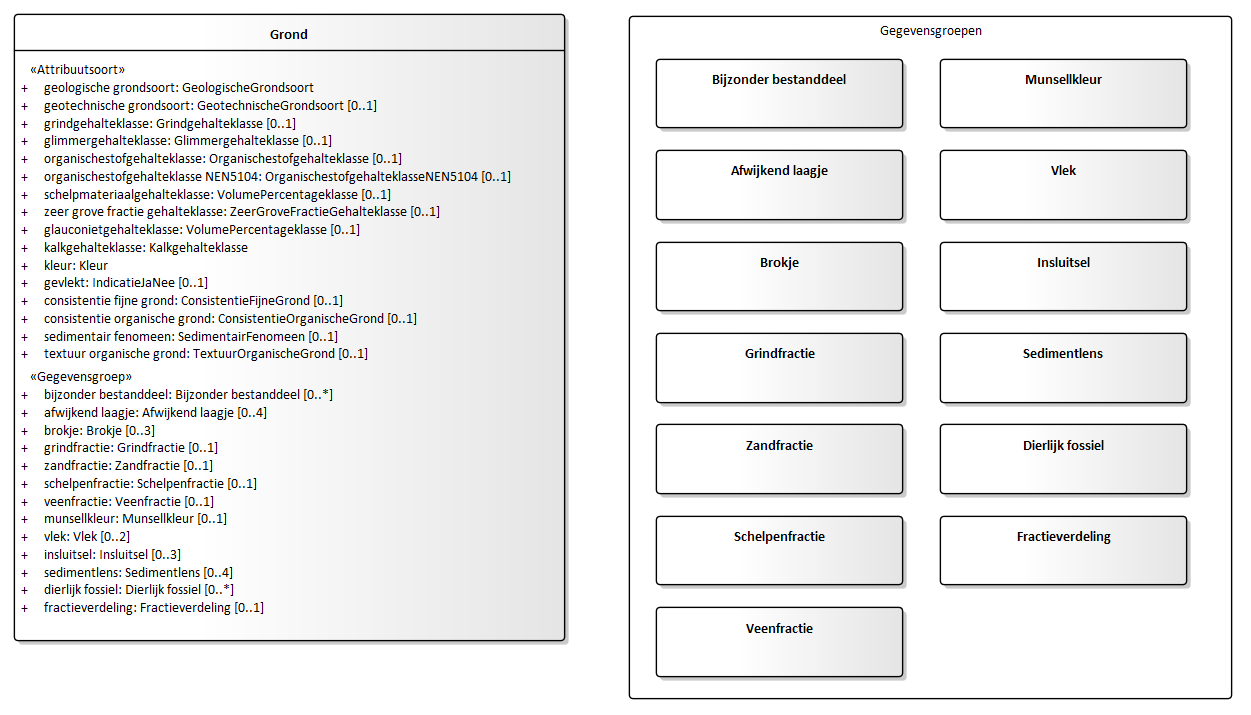 Grond
«Attribuutsoort»
+ geologische grondsoort: GeologischeGrondsoort
+ geotechnische grondsoort: GeotechnischeGrondsoort [0..1]
+ grindgehalteklasse: Grindgehalteklasse [0..1]
+ glimmergehalteklasse: Glimmergehalteklasse [0..1]
+ organischestofgehalteklasse: Organischestofgehalteklasse [0..1]
+ organischestofgehalteklasse NEN5104: OrganischestofgehalteklasseNEN5104 [0..1]
+ schelpmateriaalgehalteklasse: VolumePercentageklasse [0..1]
+ zeer grove fractie gehalteklasse: ZeerGroveFractieGehalteklasse [0..1]
+ glauconietgehalteklasse: VolumePercentageklasse [0..1]
+ kalkgehalteklasse: Kalkgehalteklasse
+ kleur: Kleur
+ gevlekt: IndicatieJaNee [0..1]
+ consistentie fijne grond: ConsistentieFijneGrond [0..1]
+ consistentie organische grond: ConsistentieOrganischeGrond [0..1]
+ sedimentair fenomeen: SedimentairFenomeen [0..1]
+ textuur organische grond: TextuurOrganischeGrond [0..1]
«Gegevensgroep»
+ bijzonder bestanddeel: Bijzonder bestanddeel [0..*]
+ afwijkend laagje: Afwijkend laagje [0..4]
+ brokje: Brokje [0..3]
+ grindfractie: Grindfractie [0..1]
+ zandfractie: Zandfractie [0..1]
+ schelpenfractie: Schelpenfractie [0..1]
+ veenfractie: Veenfractie [0..1]
+ munsellkleur: Munsellkleur [0..1]
+ vlek: Vlek [0..2]
+ insluitsel: Insluitsel [0..3]
+ sedimentlens: Sedimentlens [0..4]
+ dierlijk fossiel: Dierlijk fossiel [0..*]
+ fractieverdeling: Fractieverdeling [0..1]
Gegevensgroepen
Bijzonder bestanddeel
Munsellkleur
Afwijkend laagje
Vlek
Brokje
Insluitsel
Grindfractie
Sedimentlens
Zandfractie
Dierlijk fossiel
Schelpenfractie
Fractieverdeling
Veenfractie